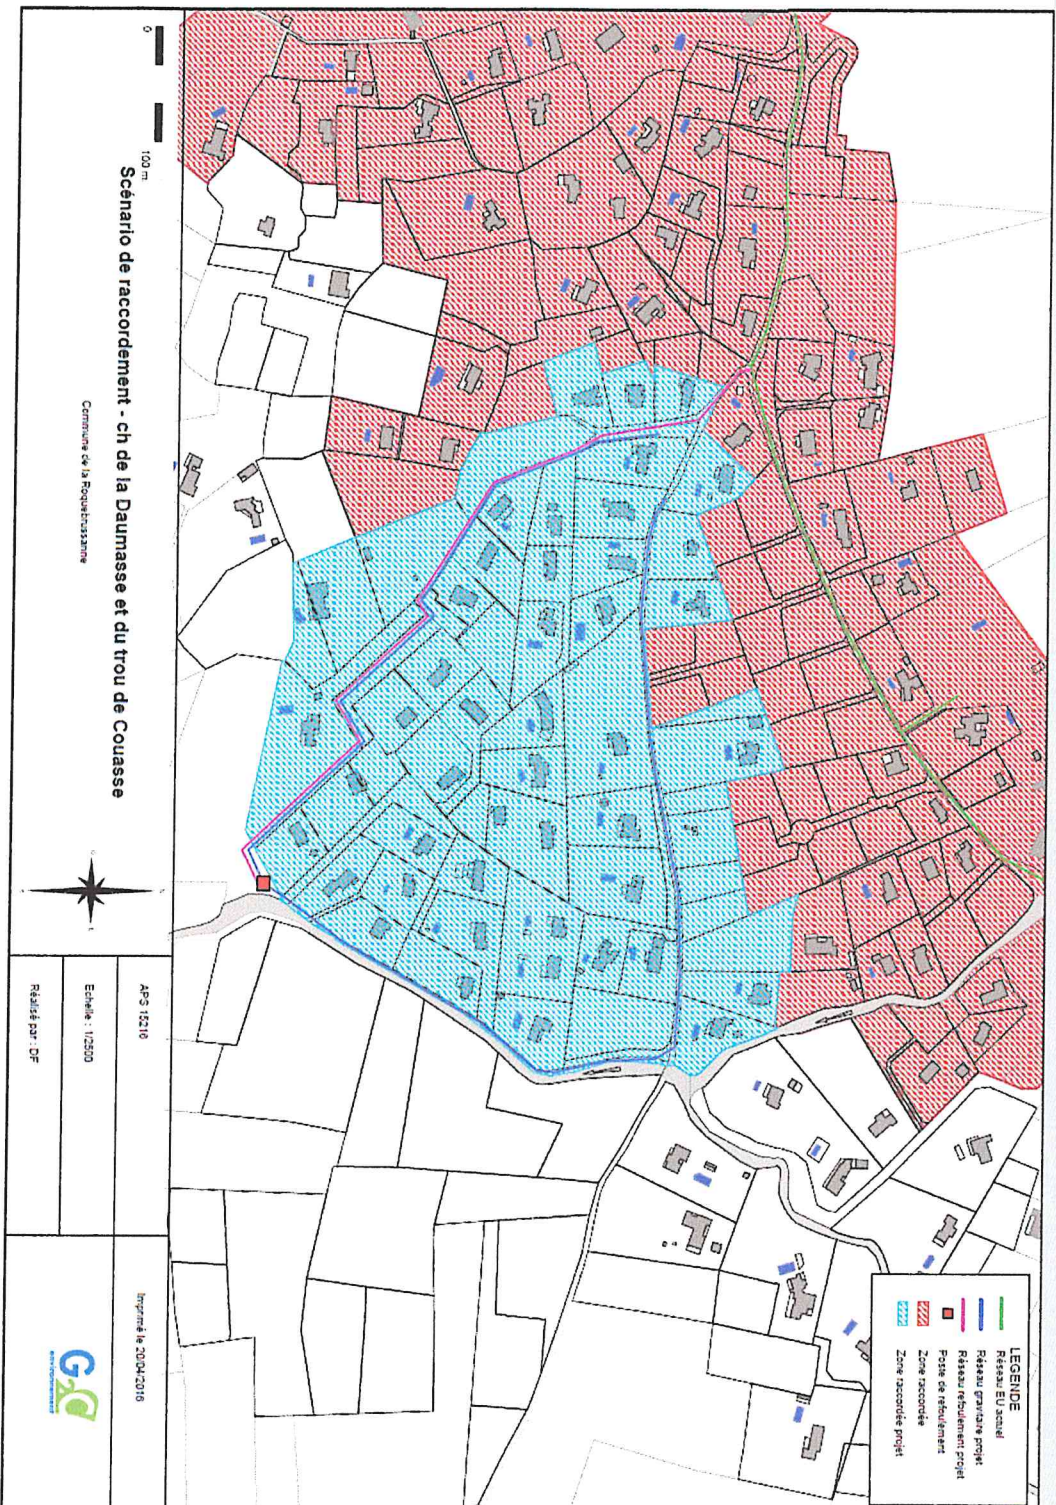 LEGENDE
Réseau EU actuel
Réseau gravitaire projet
Réseau refoulement projet
Poste de refoulement
Zone raccordée
Zone raccordée projet
0
100 m
Scénario de raccordement - ch de la Daumasse et du trou de Couasse
Commune de la Roquebrussanne
APS 15216
Echelle : 1/2500
Réalisé par : DF
Imprimé le 20/04/2016
G2C
environnement